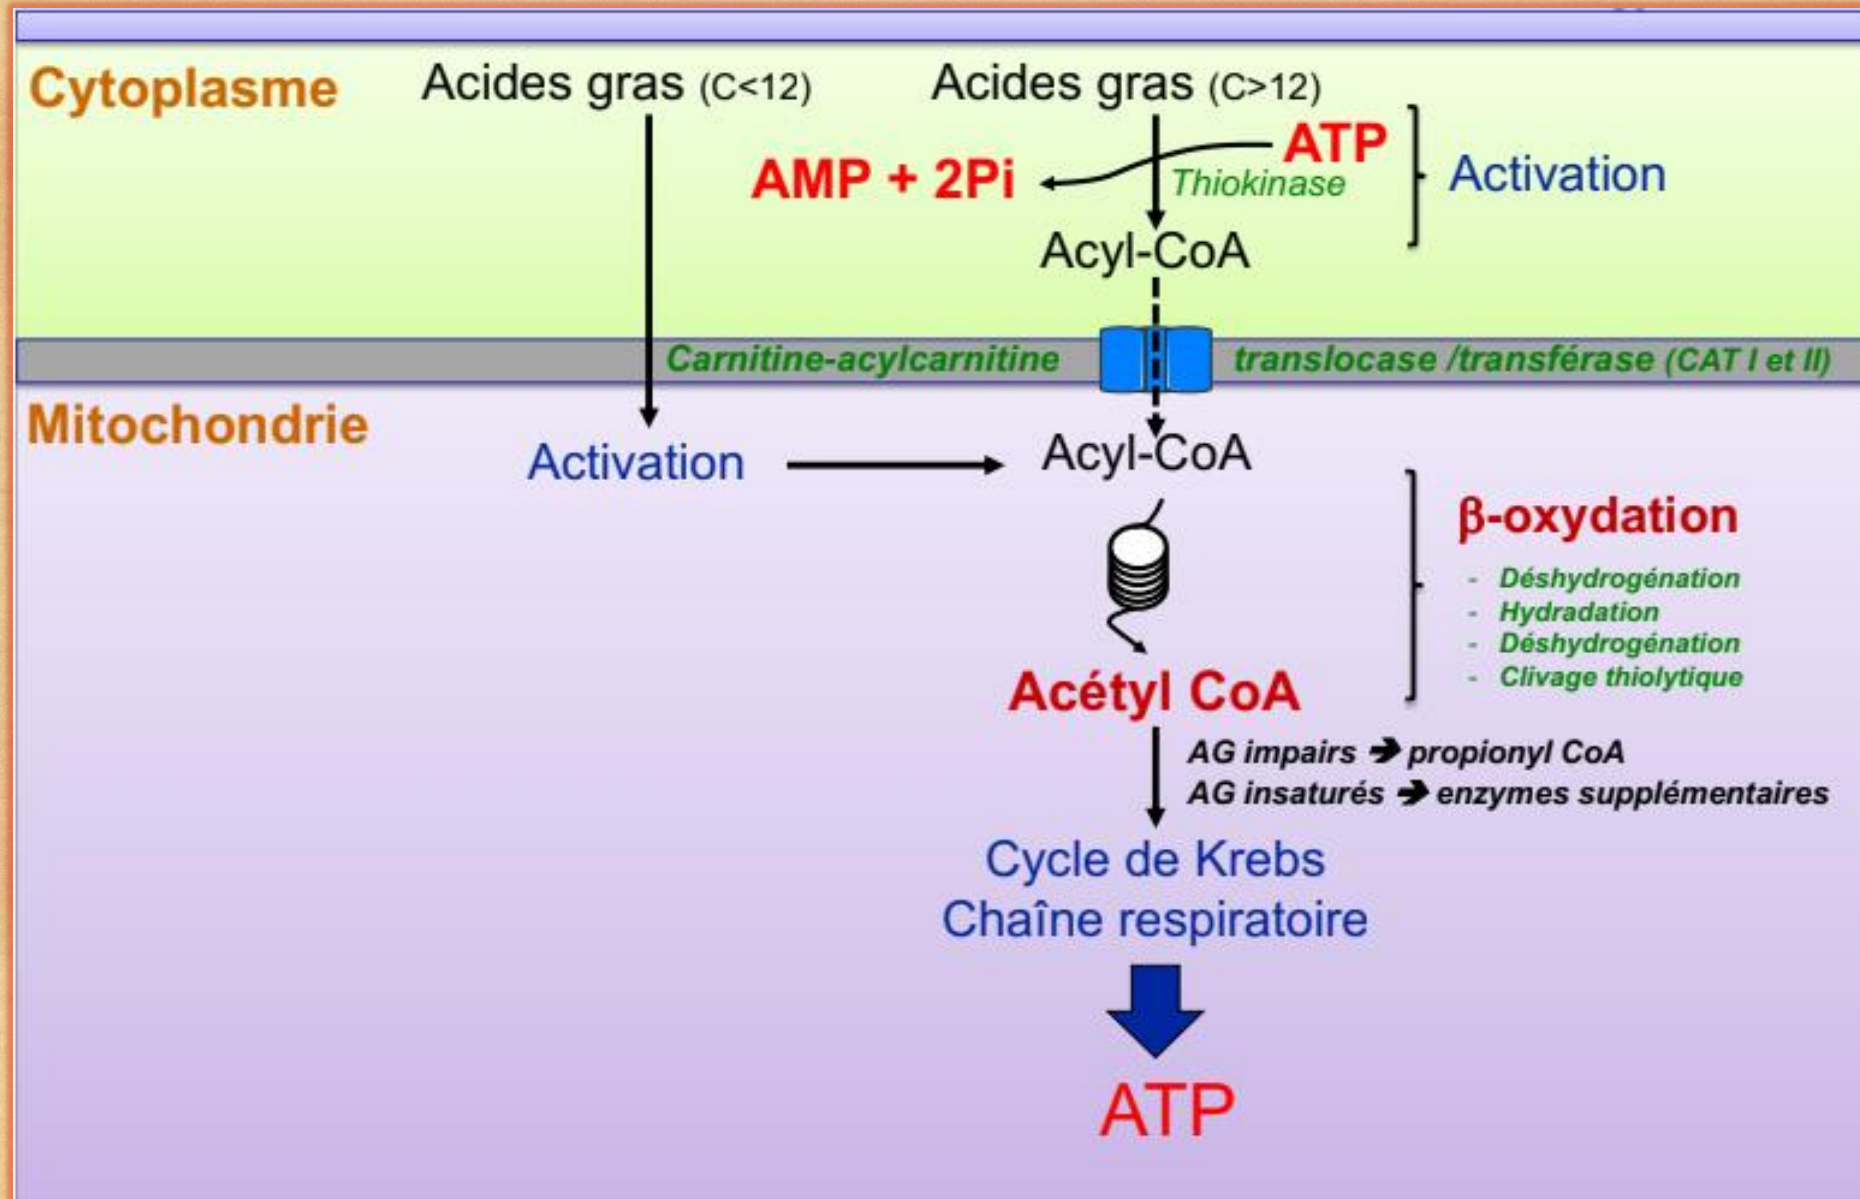 Cytoplasme
Acides gras (C<12)
Acides gras (C>12)
ATP
AMP + 2Pi
Thiokinase
Activation
Acyl-CoA
Carnitine-acylcarnitine translocase /transférase (CAT I et II)
Mitochondrie
Activation
Acyl-CoA
β-oxydation
- Déshydrogénation
- Hydradation
- Déshydrogénation
- Clivage thiolytique
Acétyl CoA
AG impairs ➔ propionyl CoA
AG insaturés ➔ enzymes supplémentaires
Cycle de Krebs
Chaîne respiratoire
ATP